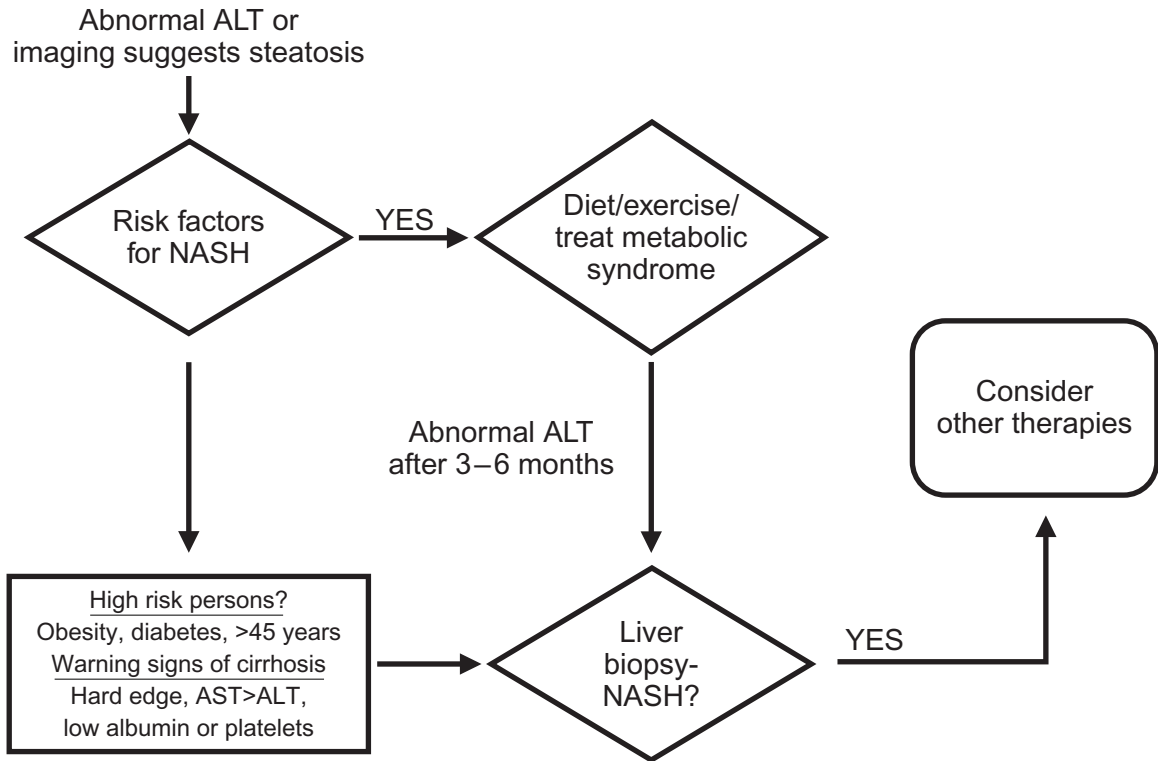 Abnormal ALT or
imaging suggests steatosis
Risk factors
for NASH
YES
Diet/exercise/
treat metabolic
syndrome
Abnormal ALT
after 3–6 months
Consider
other therapies
High risk persons?
Obesity, diabetes, >45 years
Warning signs of cirrhosis
Hard edge, AST>ALT,
low albumin or platelets
Liver
biopsy-
NASH?
YES